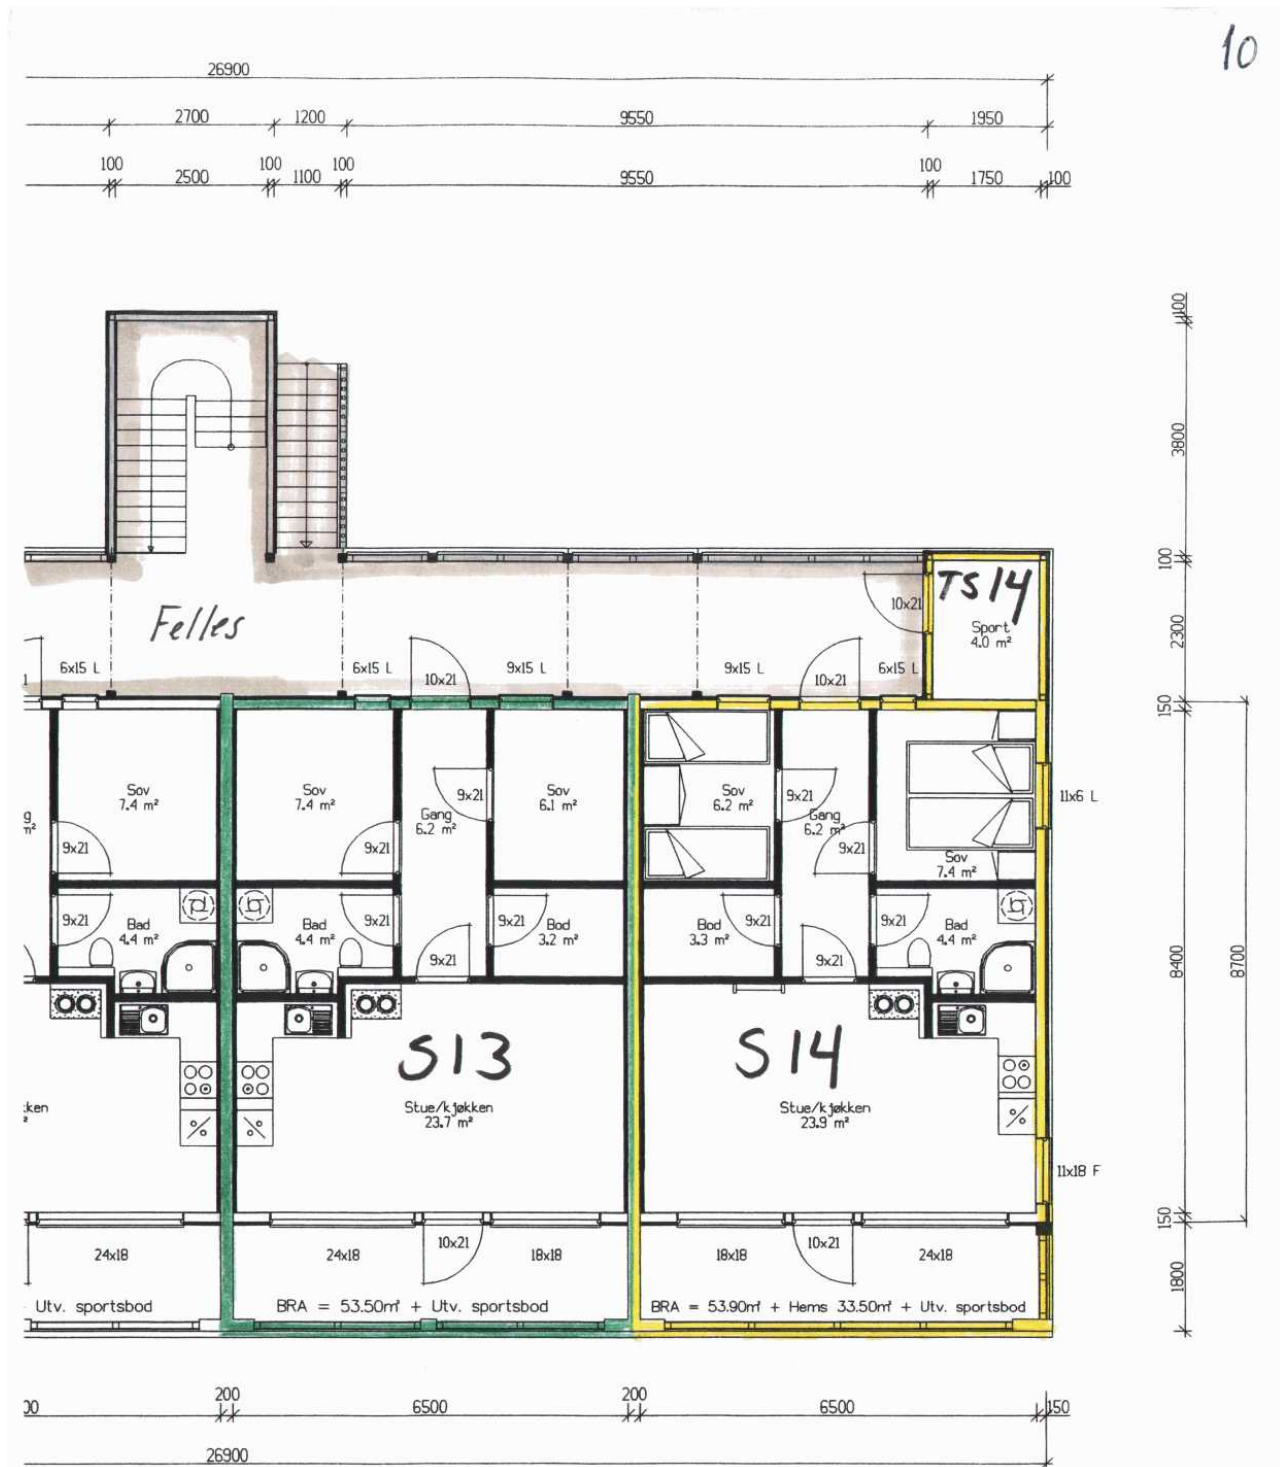 10
26900
2700 1200 9550 1950
100 100 100 100
2500 1100 9550 1750 100
100
3800
100
2300
150
8400
8700
150
1800
Felles
TS14
Sport
4.0 m²
10x21
6x15 L 6x15 L 10x21 9x15 L 9x15 L 10x21 6x15 L
Sov
7.4 m²
Sov
7.4 m²
Gang
6.2 m²
9x21
Sov
6.1 m²
Sov
6.2 m²
9x21
Gang
6.2 m²
9x21
Sov
7.4 m²
11x6 L
9x21
9x21
9x21
Bad
4.4 m²
Bad
4.4 m²
9x21
9x21
9x21
Bod
3.2 m²
Bod
3.3 m²
9x21
9x21
9x21
Bad
4.4 m²
S13
S14
Stue/kjøkken
23.7 m²
Stue/kjøkken
23.9 m²
11x18 F
24x18 24x18 10x21 18x18 18x18 10x21 24x18
Utv. sportsbod
BRA = 53.50m² + Utv. sportsbod
BRA = 53.90m² + Hems 33.50m² + Utv. sportsbod
200 200
6500 6500 150
26900